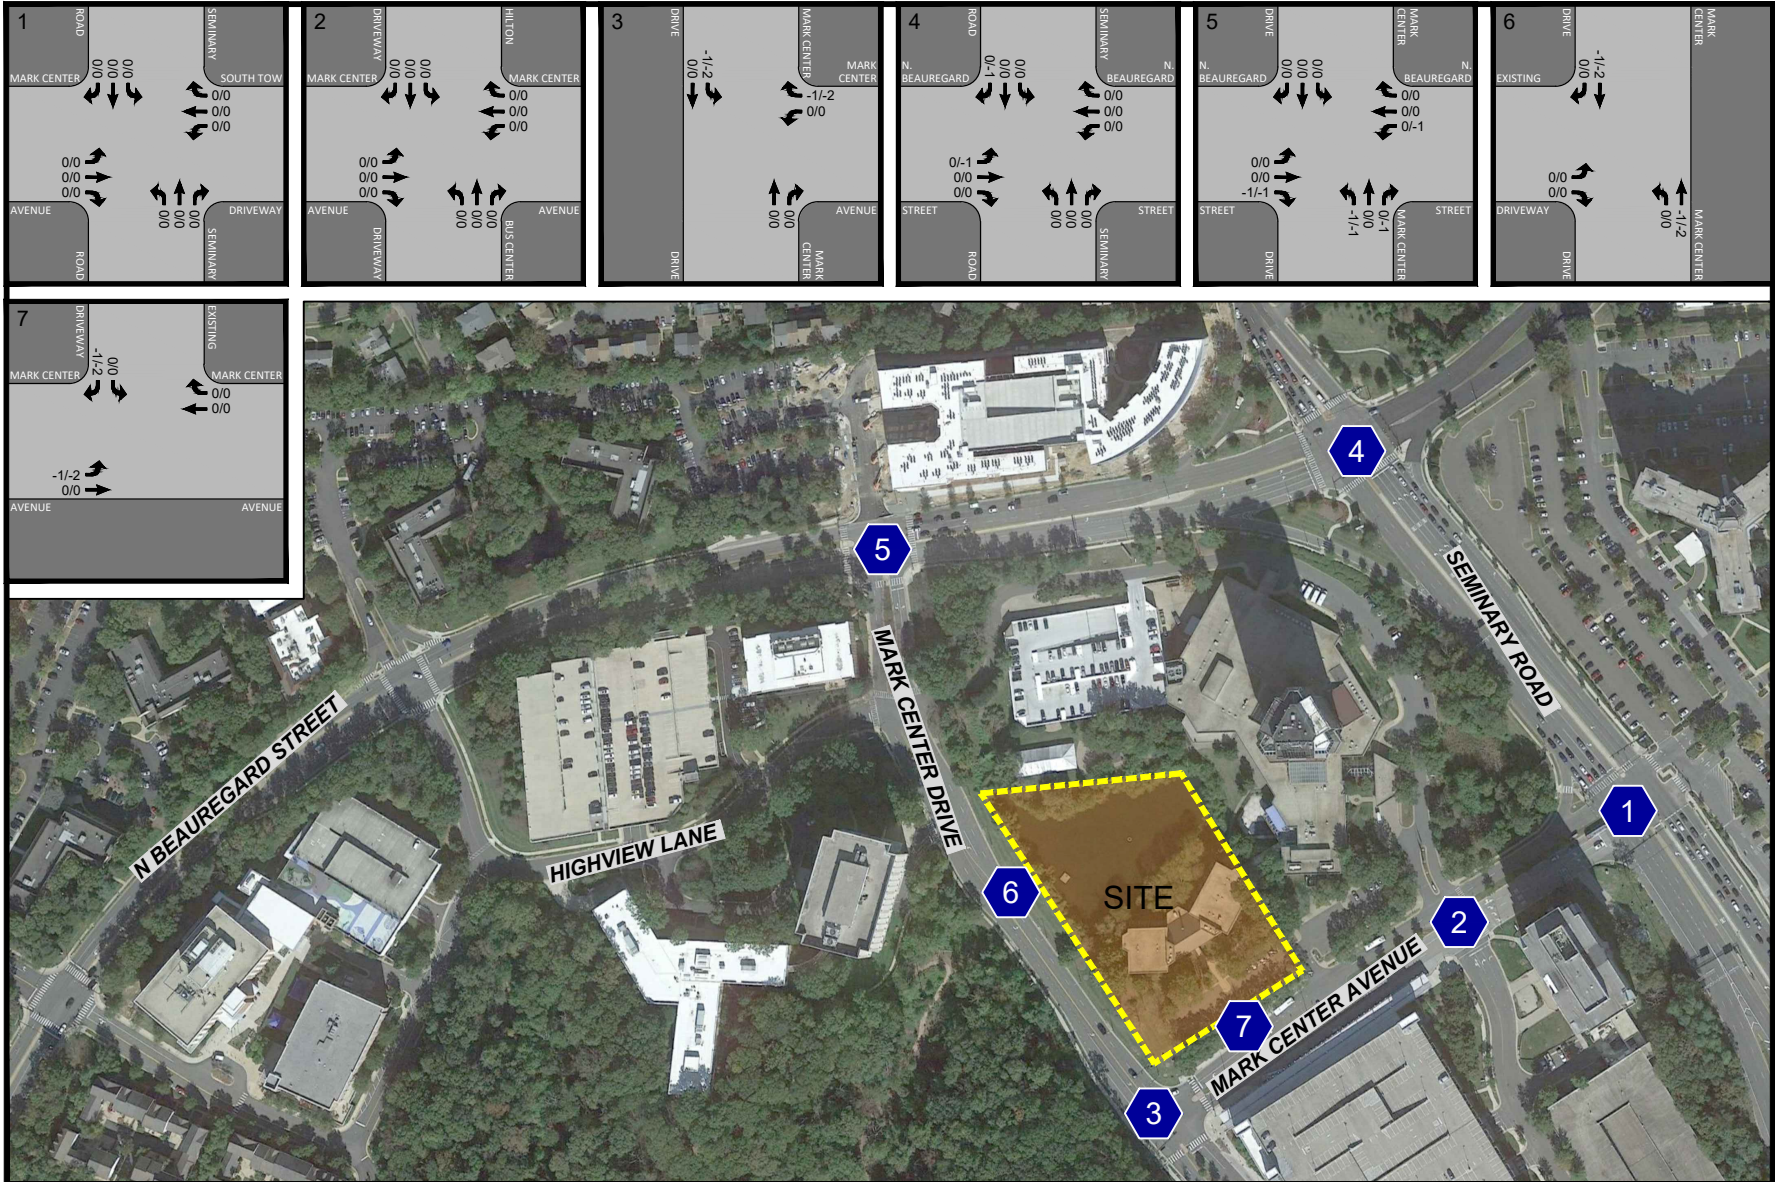 1
ROAD
SEMINARY
MARK CENTER
SOUTH TOW
0/0
0/0
0/0
0/0
0/0
0/0
0/0
0/0
0/0
0/0
0/0
0/0
AVENUE
DRIVEWAY
ROAD
SEMINARY
2
DRIVEWAY
HILTON
MARK CENTER
MARK CENTER
0/0
0/0
0/0
0/0
0/0
0/0
0/0
0/0
0/0
0/0
0/0
0/0
AVENUE
AVENUE
DRIVEWAY
BUS CENTER
3
DRIVE
MARK CENTER
MARK
CENTER
0/0
-1/-2
-1/-2
0/0
0/0
0/0
AVENUE
DRIVE
MARK
CENTER
4
ROAD
SEMINARY
N.
BEAUREGARD
N.
BEAUREGARD
0/-1
0/0
0/0
0/0
0/0
0/0
0/-1
0/0
0/0
0/0
0/0
0/0
STREET
STREET
ROAD
SEMINARY
5
DRIVE
MARK
CENTER
N.
BEAUREGARD
N.
BEAUREGARD
0/0
0/0
0/0
0/0
0/0
0/-1
0/0
0/0
-1/-1
-1/-1
0/0
0/-1
STREET
STREET
DRIVE
MARK CENTER
6
DRIVE
MARK
CENTER
EXISTING
0/0
-1/-2
0/0
0/0
0/0
-1/-2
DRIVEWAY
DRIVE
MARK CENTER
7
DRIVEWAY
EXISTING
MARK CENTER
MARK CENTER
-1/-2
0/0
0/0
0/0
-1/-2
0/0
AVENUE
AVENUE
4
5
SEMINARY ROAD
MARK CENTER DRIVE
N BEAUREGARD STREET
HIGHVIEW LANE
1
6
SITE
2
7
MARK CENTER AVENUE
3